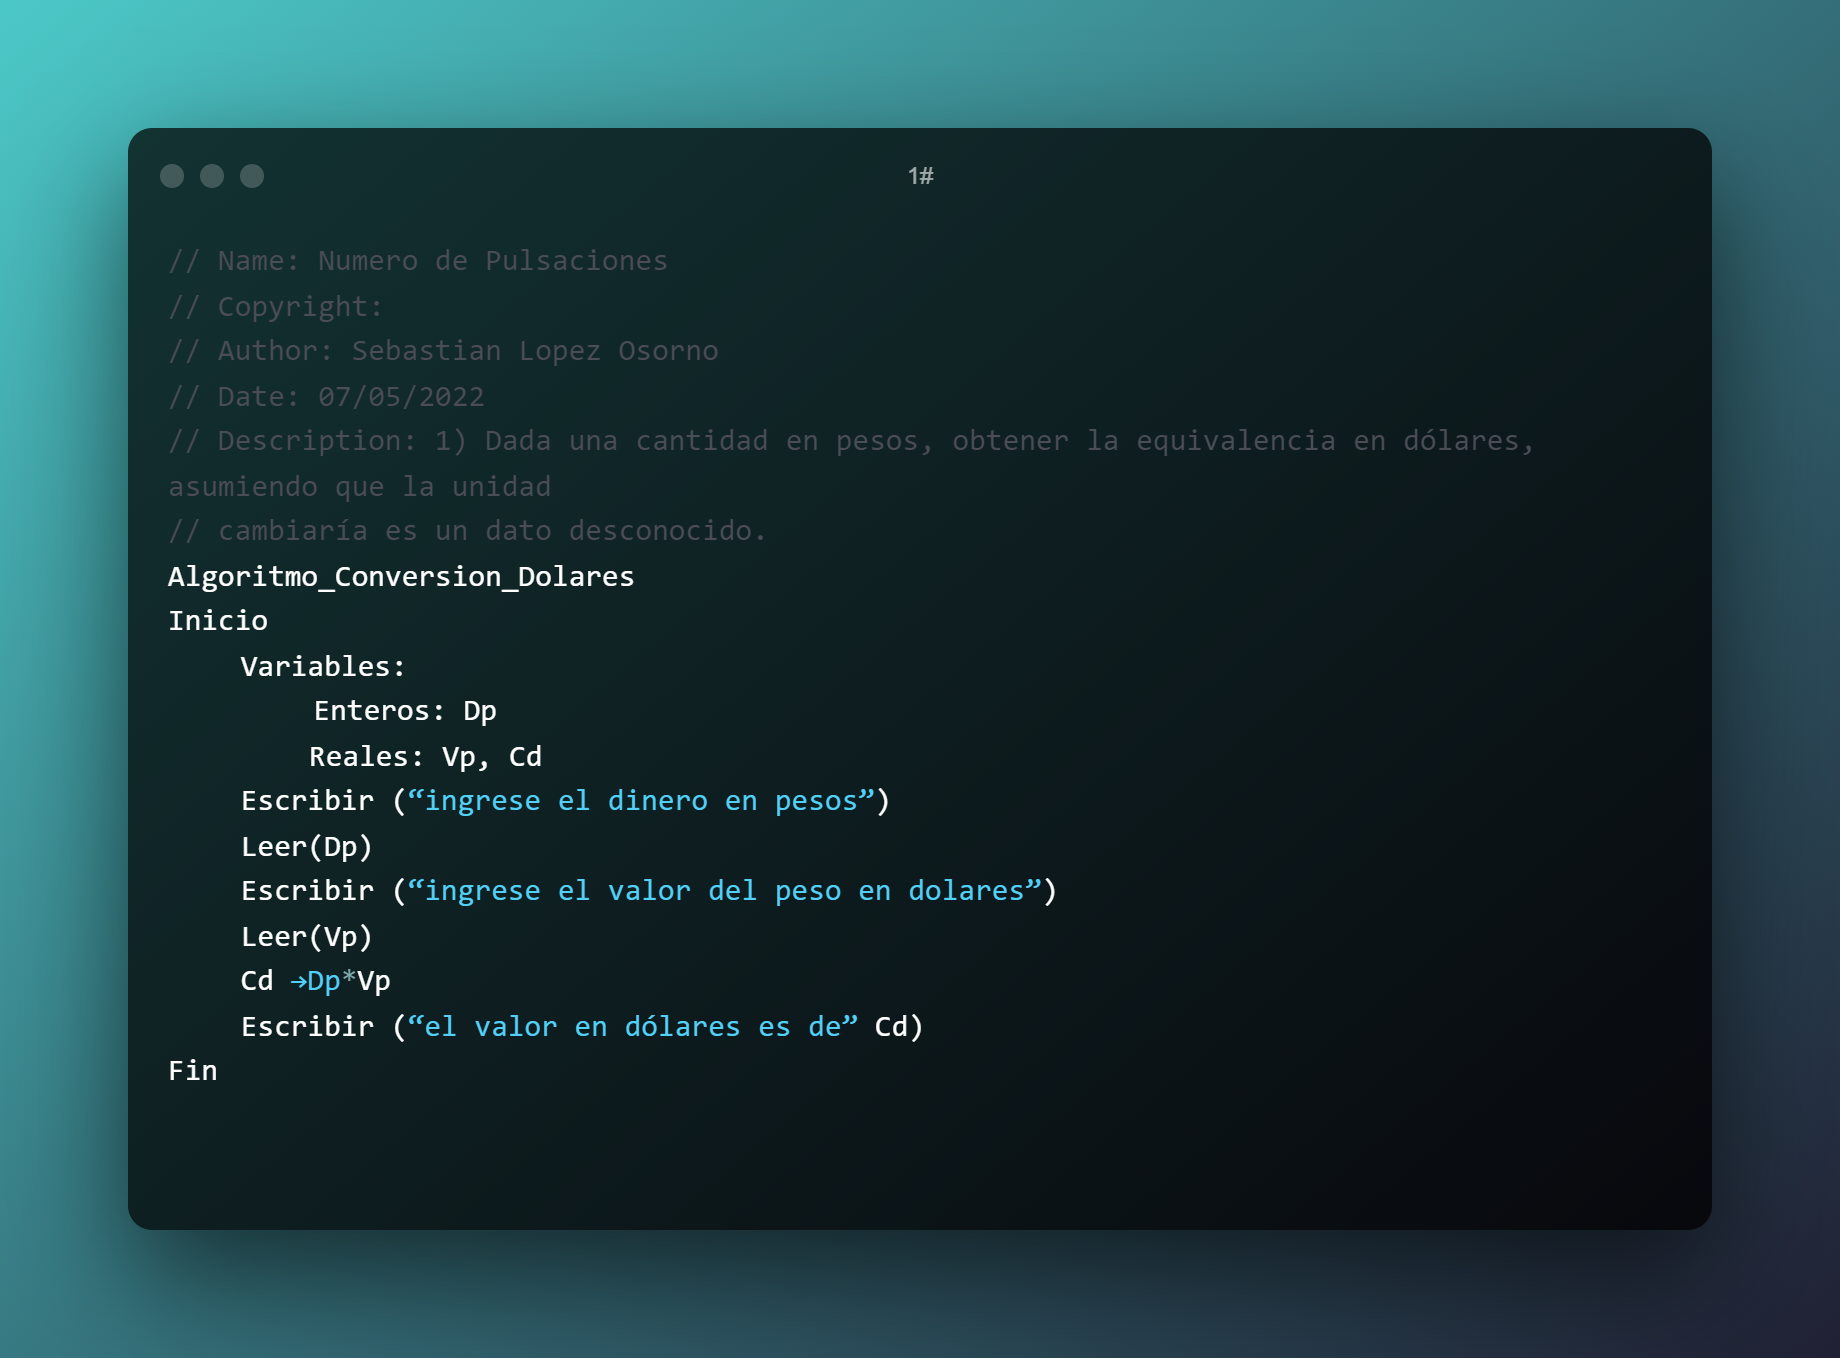 1#
// Name: Numero de Pulsaciones
// Copyright:
// Author: Sebastian Lopez Osorno
// Date: 07/05/2022
// Description: 1) Dada una cantidad en pesos, obtener la equivalencia en dólares,
asumiendo que la unidad
// cambiaría es un dato desconocido.
Algoritmo_Conversion_Dolares
Inicio
Variables:
Enteros: Dp
Reales: Vp, Cd
Escribir (“ingrese el dinero en pesos”)
Leer(Dp)
Escribir (“ingrese el valor del peso en dolares”)
Leer(Vp)
Cd →Dp*Vp
Escribir (“el valor en dólares es de” Cd)
Fin